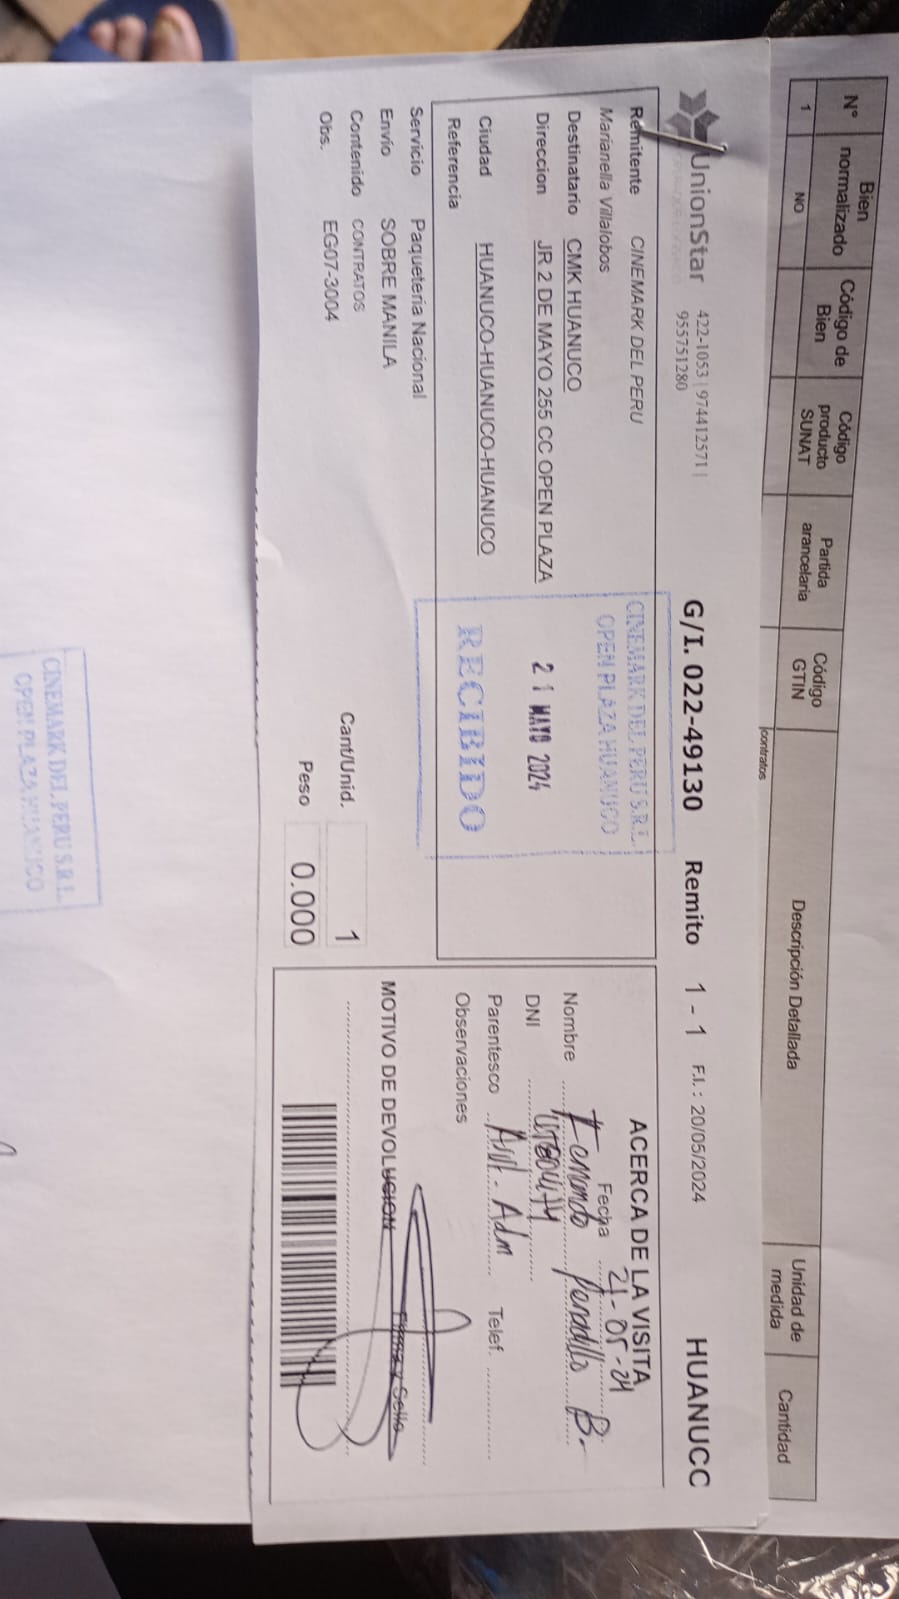 N° Bien normalizado Código de Bien Código producto SUNAT Partida arancelaria Código GTIN Descripción Detallada Unidad de medida Cantidad
1 NO
contratos
UnionStar 422-1053 | 974412571 | G/I. 022-49130 Remito 1 - 1 F.I. : 20/05/2024 HUANUCC
955751280
Remitente CINEMARK DEL PERU
Marianella Villalobos
Destinatario CMK HUANUCO
Direccion JR 2 DE MAYO 255 CC OPEN PLAZA
Ciudad HUANUCO-HUANUCO-HUANUCO
Referencia
CINEMARK DEL PERU S.R.L.
OPEN PLAZA HUANUCO
21 MAYO 2024
RECIBIDO
Servicio Paqueteria Nacional
Envío SOBRE MANILA
Contenido CONTRATOS
Obs. EG07-3004
Cant/Unid. 1
Peso 0.000
ACERCA DE LA VISITA
Fecha 21-05-24
Nombre
DNI
Parentesco Asist. Adm Telef.
Observaciones
Firma y Sello
MOTIVO DE DEVOLUCION
CINEMARK DEL PERU S.R.L.
OPEN PLAZA HUANUCO